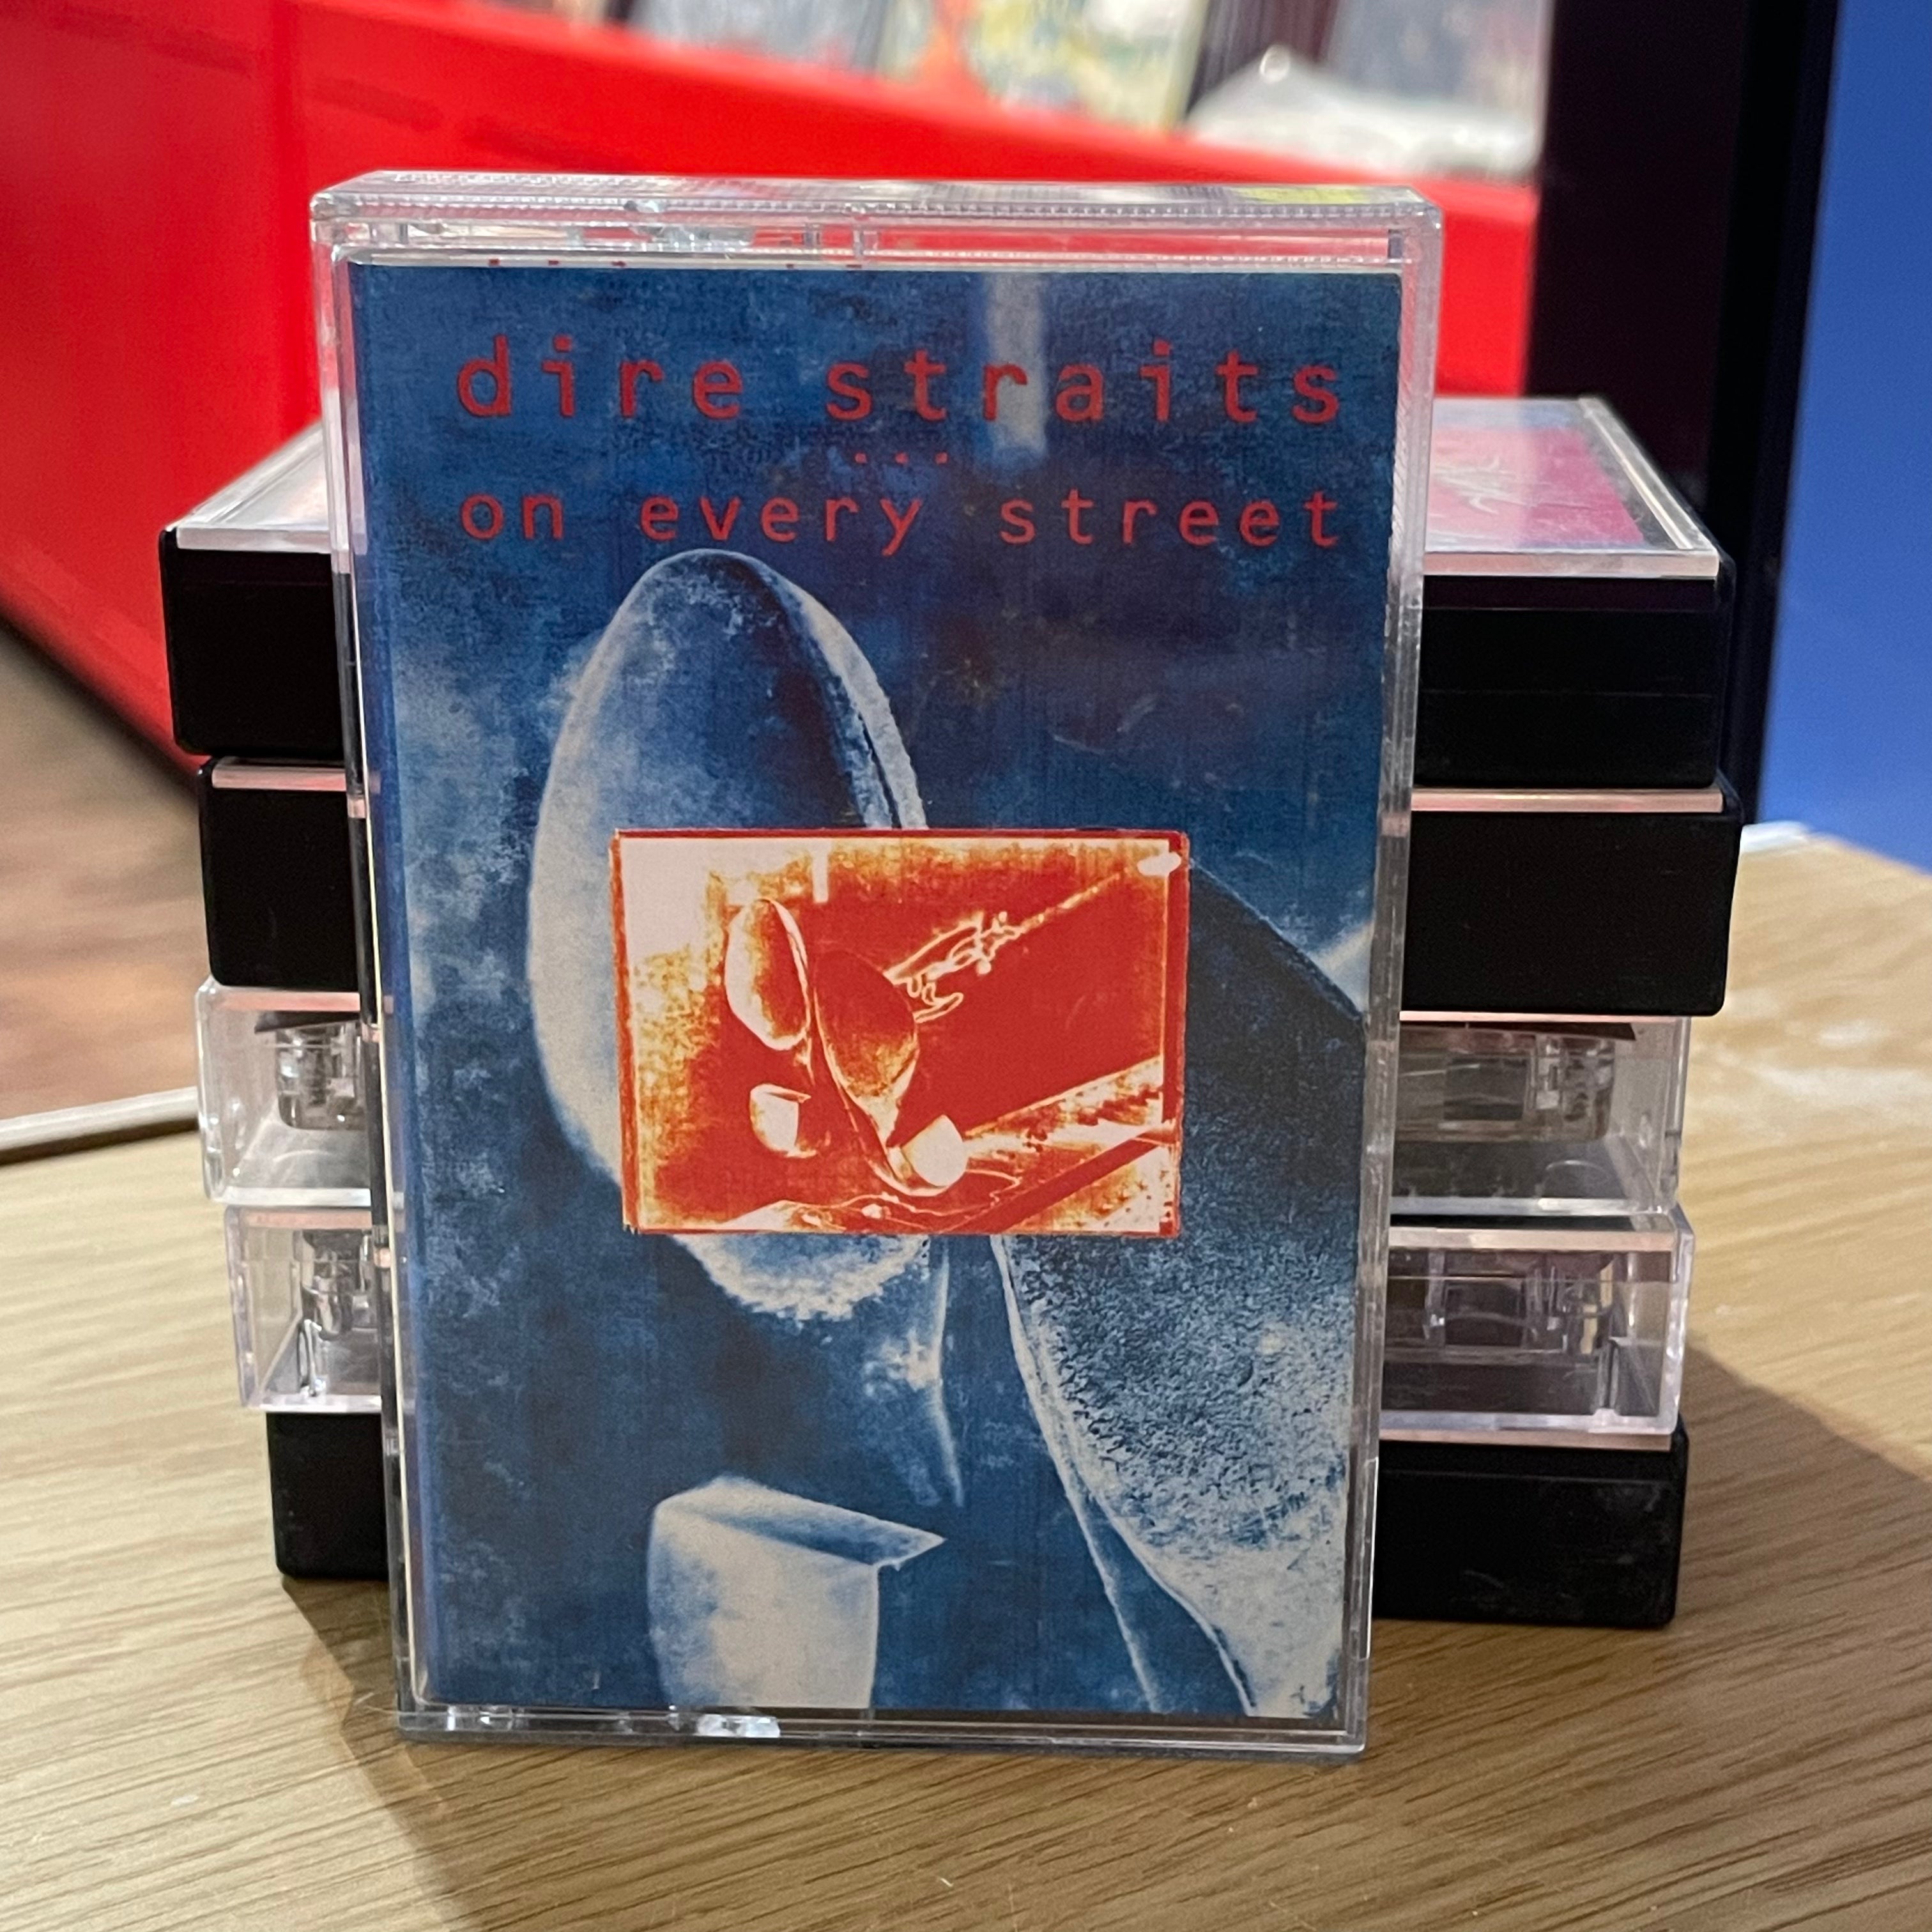 dire straits
...
on every street